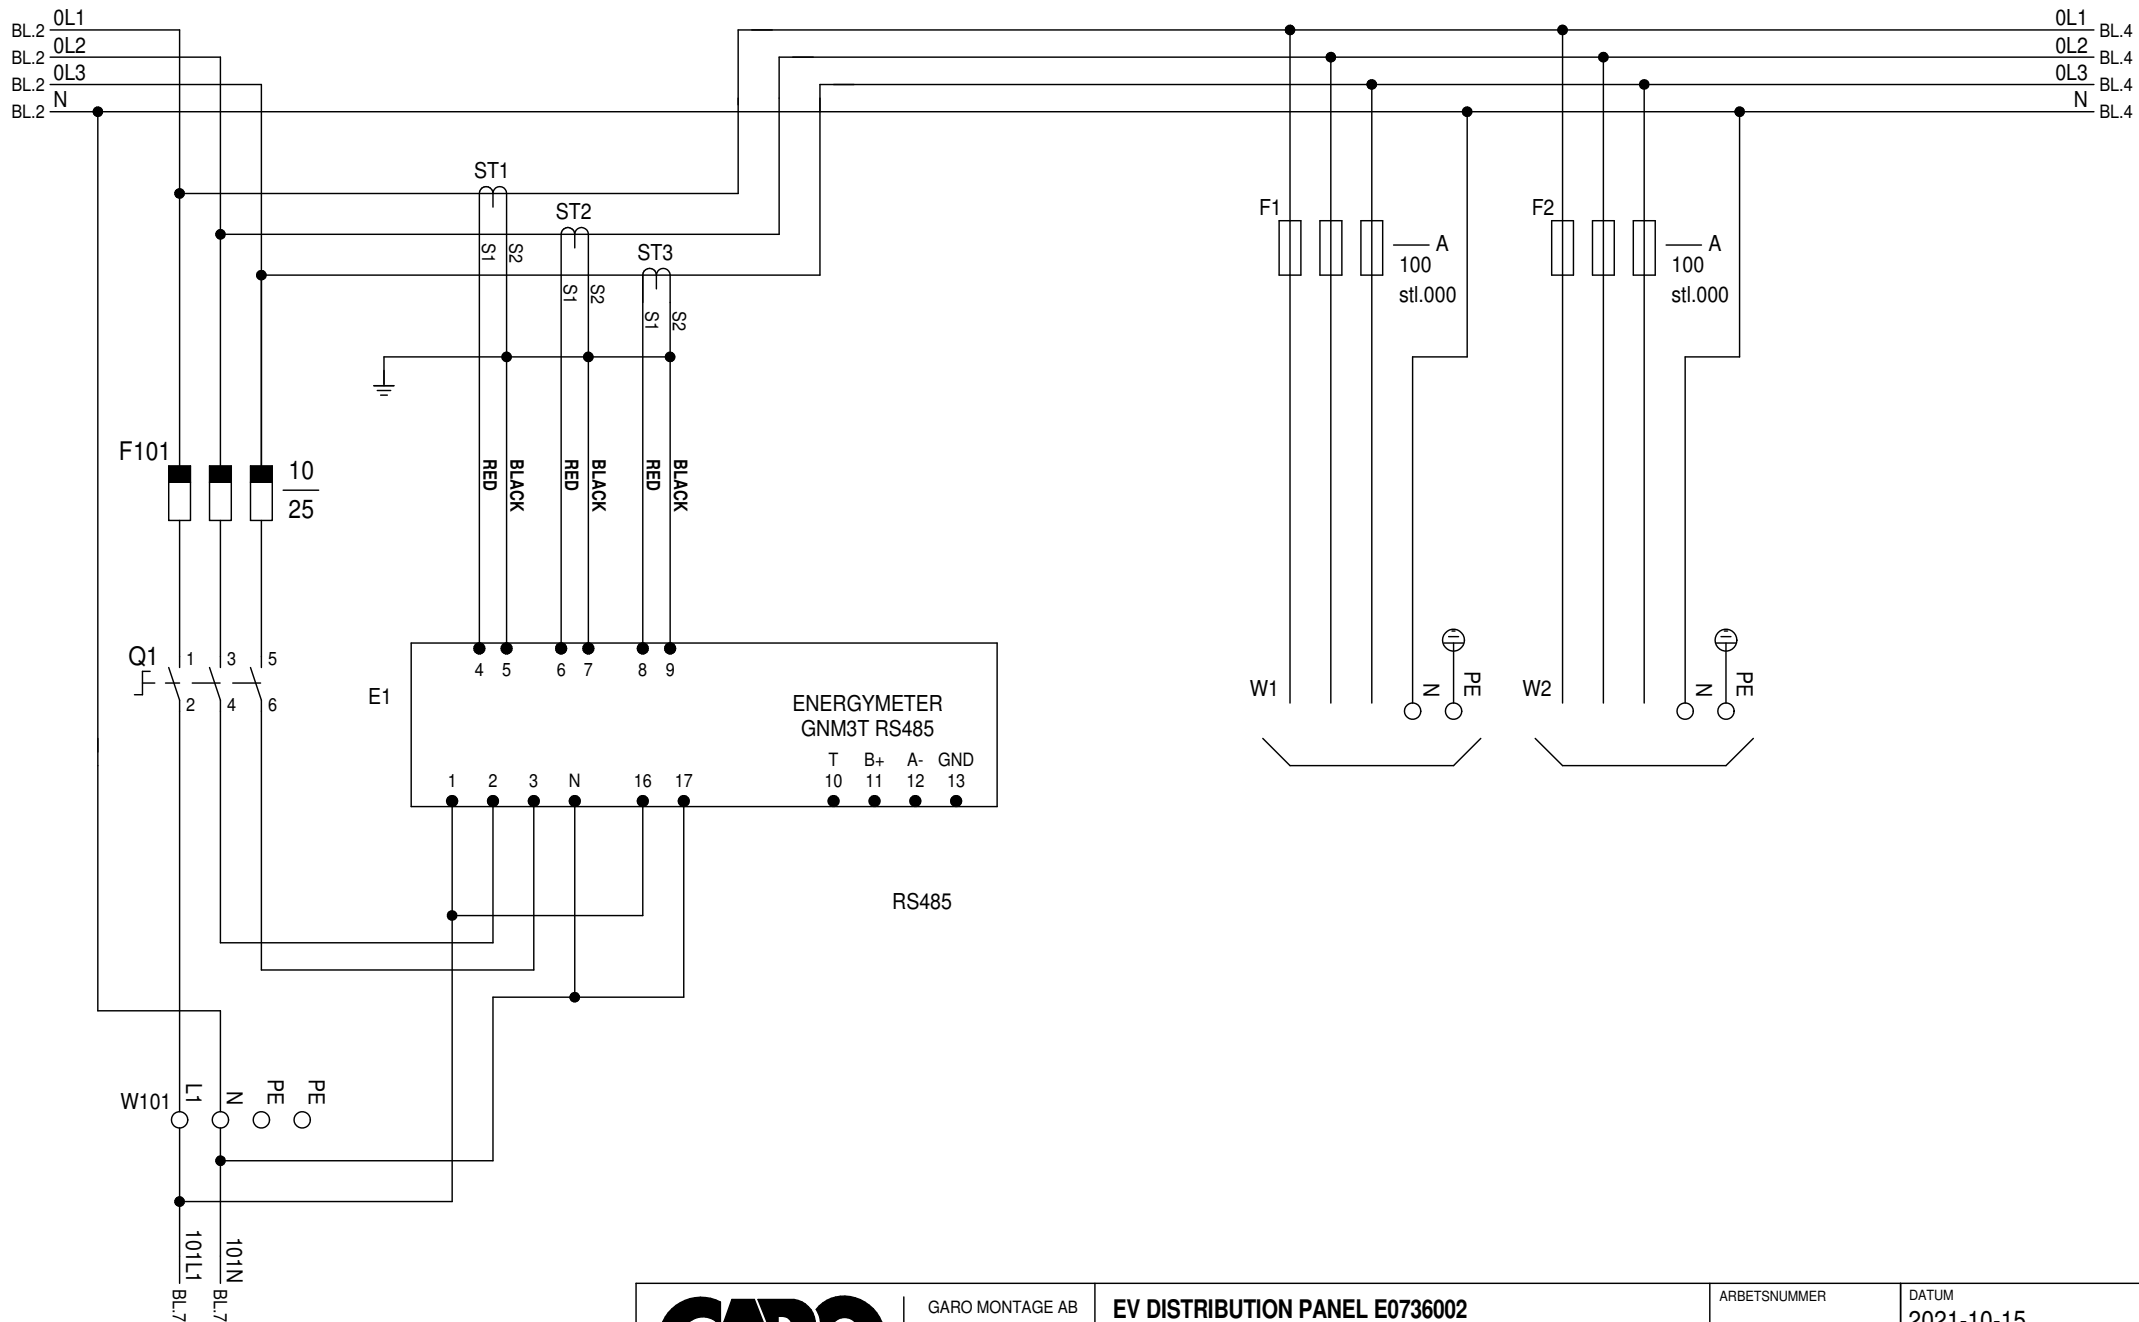 BL.2 0L1
BL.2 0L2
BL.2 0L3
BL.2 N
0L1 BL.4
0L2 BL.4
0L3 BL.4
N BL.4
ST1
S1 S2
ST2
S1 S2
ST3
S1 S2
F1
A
100
stl.000
F2
A
100
stl.000
F101
10
25
RED BLACK RED BLACK RED BLACK
Q1 1 3 5
2 4 6
E1
4 5 6 7 8 9
ENERGYMETER
GNM3T RS485
T B+ A- GND
1 2 3 N 16 17 10 11 12 13
W1 N PE
W2 N PE
RS485
W101 L1 N PE PE
101L1 101N
BL.7 BL.7
GARO
GARO MONTAGE AB
EV DISTRIBUTION PANEL E0736002
ARBETSNUMMER
DATUM
2021-10-15